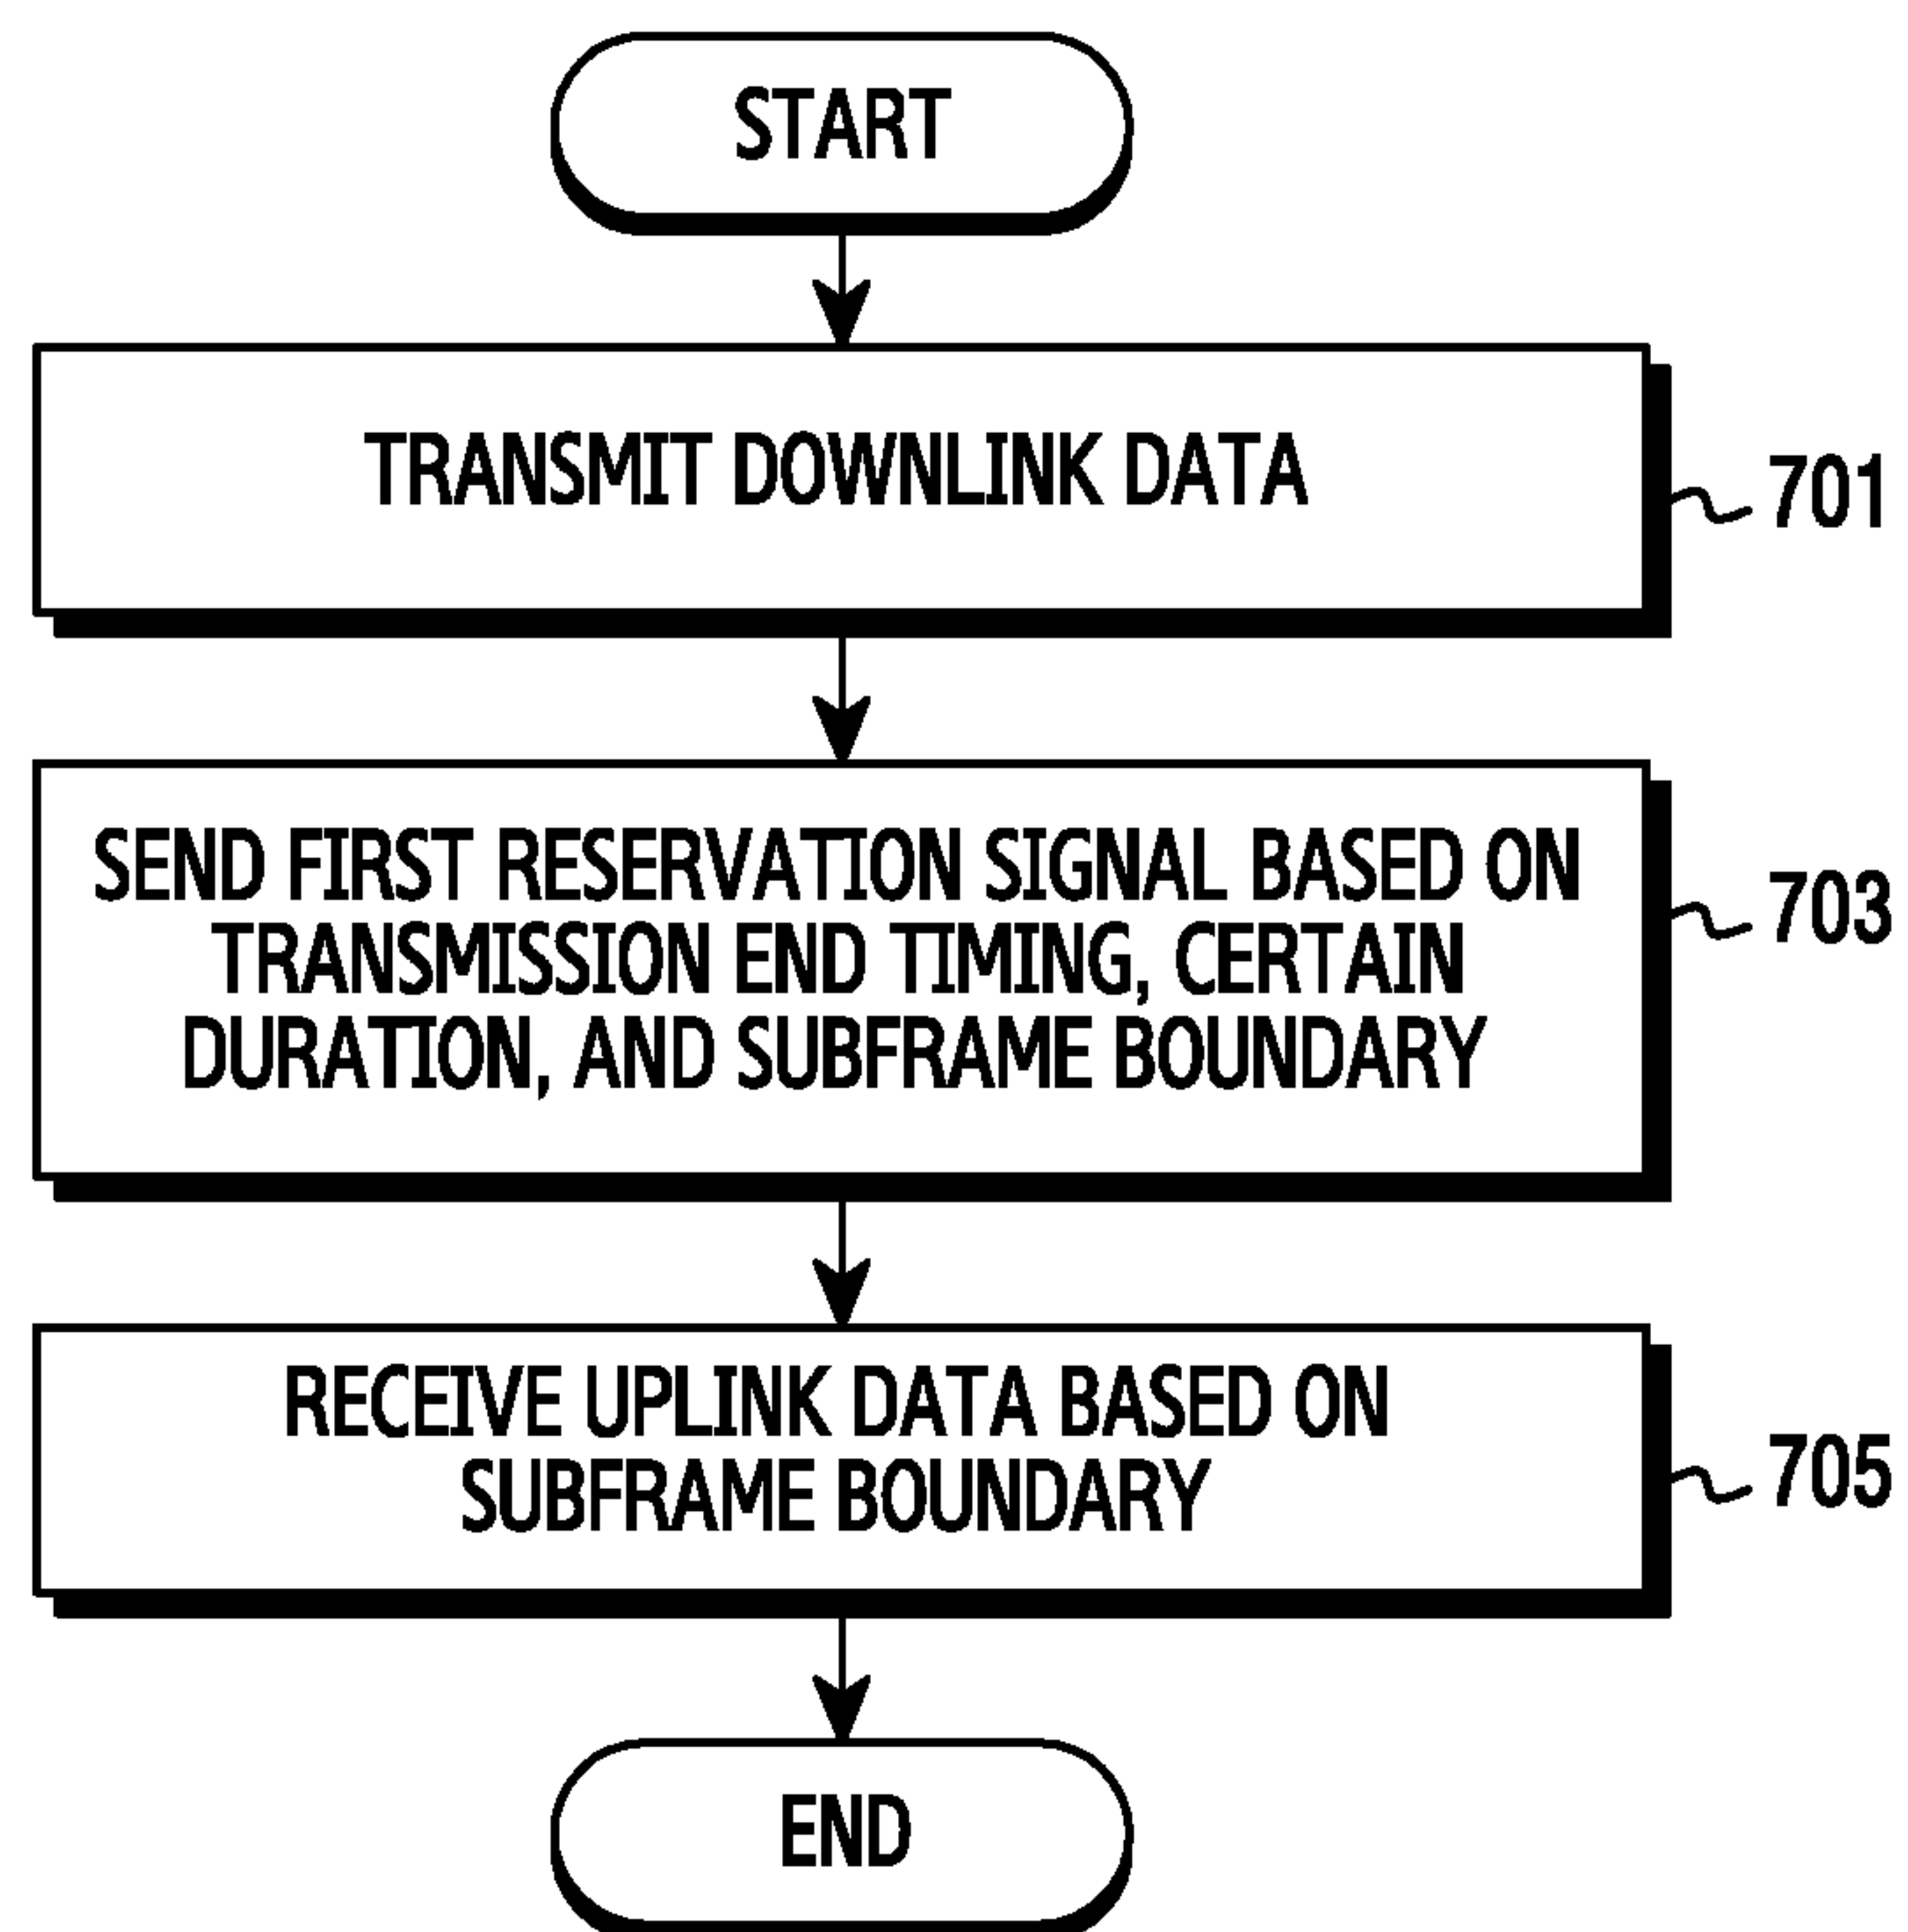 START
TRANSMIT DOWNLINK DATA
701
SEND FIRST RESERVATION SIGNAL BASED ON
TRANSMISSION END TIMING, CERTAIN
DURATION, AND SUBFRAME BOUNDARY
703
RECEIVE UPLINK DATA BASED ON
SUBFRAME BOUNDARY
705
END